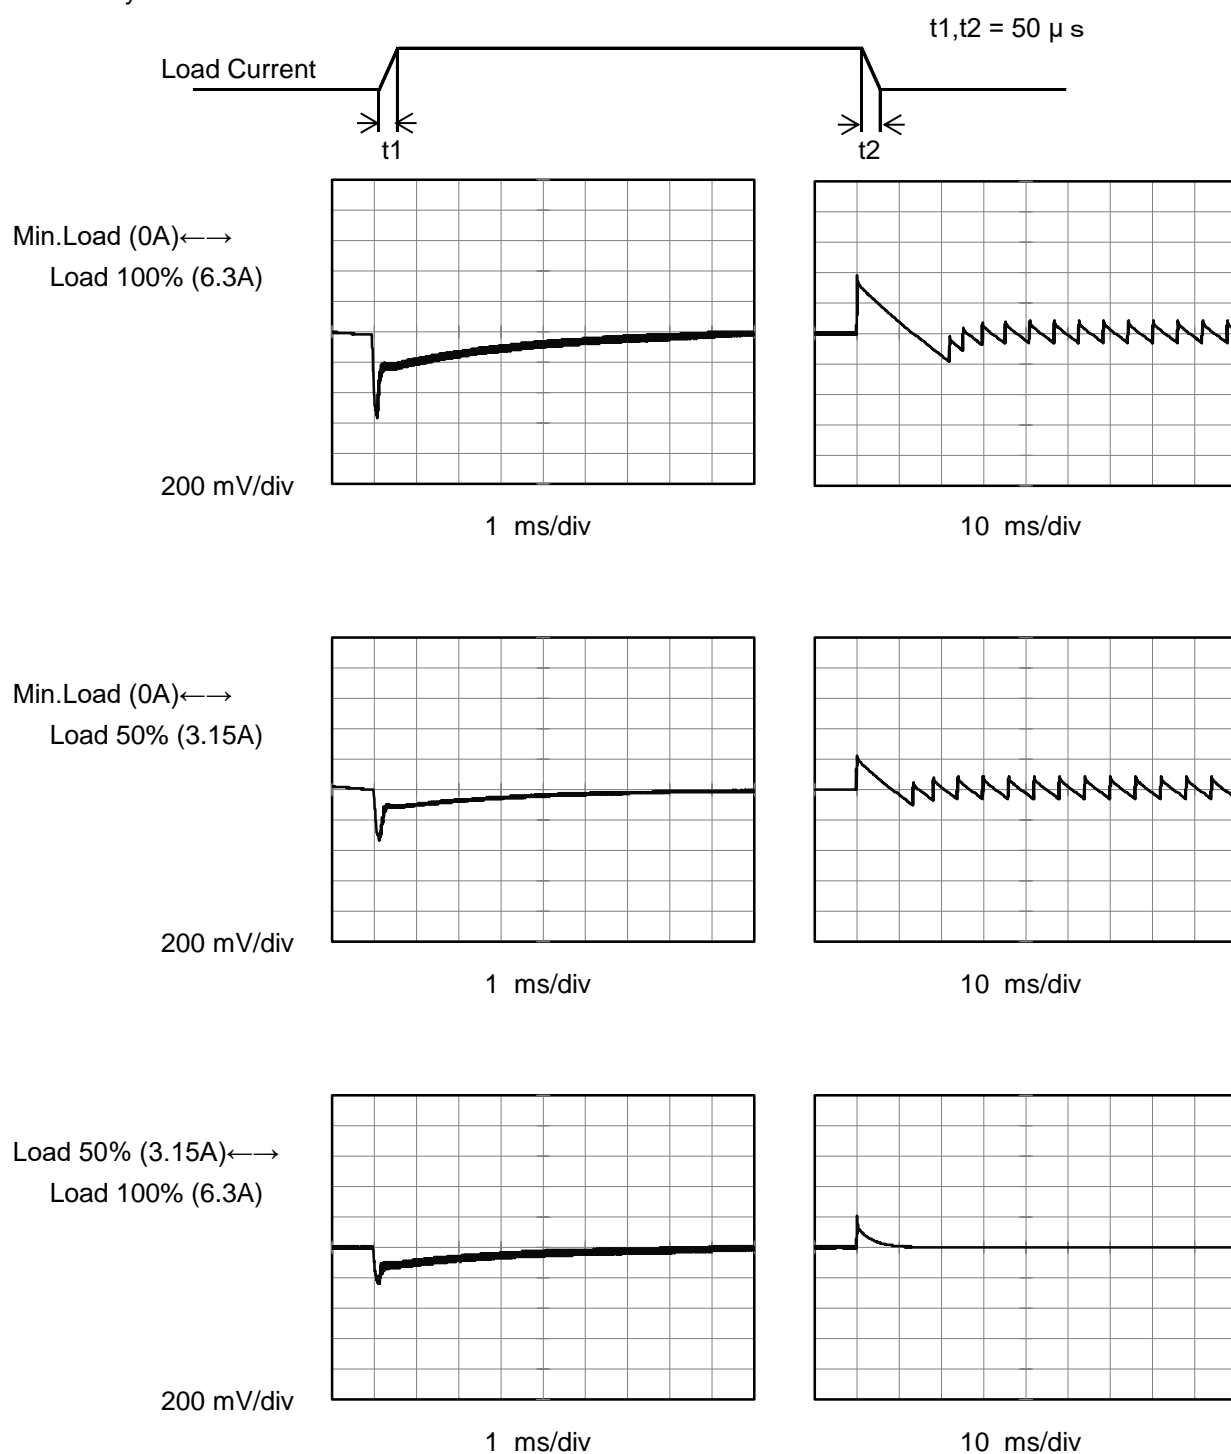 t1,t2 = 50 μｓ
Load Current
t1
t2
Min.Load (0A)←→
Load 100% (6.3A)
200 mV/div
1 ms/div
10 ms/div
Min.Load (0A)←→
Load 50% (3.15A)
200 mV/div
1 ms/div
10 ms/div
Load 50% (3.15A)←→
Load 100% (6.3A)
200 mV/div
1 ms/div
10 ms/div